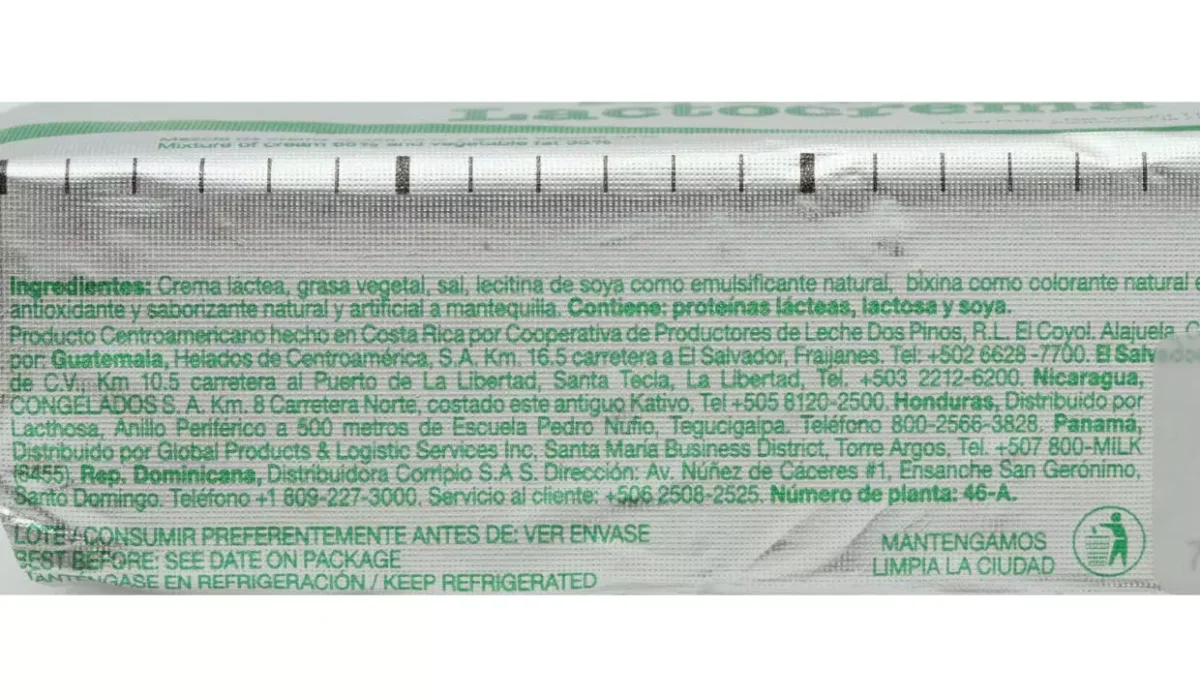 Lactocrema
Mixture of cream 65% and vegetable fat 35%
Ingredientes: Crema láctea, grasa vegetal, sal, lecitina de soya como emulsificante natural, bixina como colorante natural
antioxidante y saborizante natural y artificial a mantequilla. Contiene: proteínas lácteas, lactosa y soya.
Producto Centroamericano hecho en Costa Rica por Cooperativa de Productores de Leche Dos Pinos, R.L. El Coyol, Alajuela,
por: Guatemala, Helados de Centroamérica, S.A. Km. 16.5 carretera a El Salvador, Fraijanes. Tel: +502 6628-7700. El Salvador
de C.V., Km 10.5 carretera al Puerto de La Libertad, Santa Tecla, La Libertad, Tel. +503 2212-6200. Nicaragua,
CONGELADOS S. A. Km. 8 Carretera Norte, costado este antiguo Kativo, Tel +505 8120-2500. Honduras, Distribuido por
Lacthosa, Anillo Periférico a 500 metros de Escuela Pedro Nufio, Tegucigalpa. Teléfono 800-2566-3828. Panamá,
Distribuido por Global Products & Logistic Services Inc. Santa María Business District, Torre Argos, Tel. +507 800-MILK
(6455) Rep. Dominicana, Distribuidora Corripio S.A.S. Dirección: Av. Núñez de Cáceres #1, Ensanche San Gerónimo,
Santo Domingo. Teléfono +1 809-227-3000. Servicio al cliente: +506 2508-2525. Número de planta: 46-A.
LOTE / CONSUMIR PREFERENTEMENTE ANTES DE: VER ENVASE
BEST BEFORE: SEE DATE ON PACKAGE
MANTÉNGASE EN REFRIGERACIÓN / KEEP REFRIGERATED
MANTENGAMOS
LIMPIA LA CIUDAD